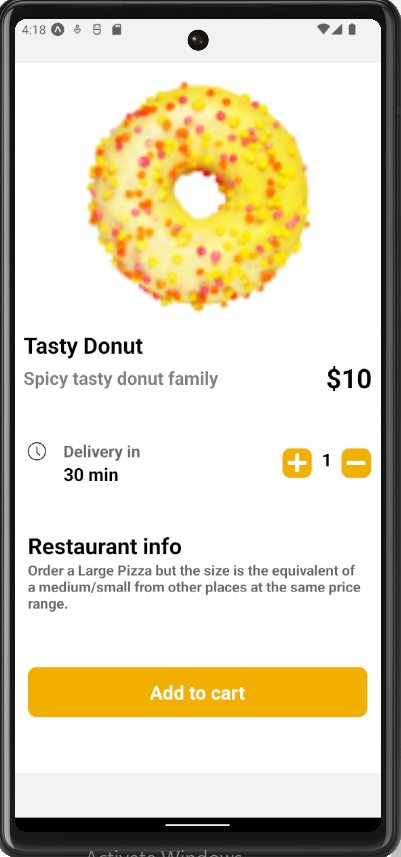 4:18
Tasty Donut
Spicy tasty donut family
$10
Delivery in
30 min
1
Restaurant info
Order a Large Pizza but the size is the equivalent of
a medium/small from other places at the same price
range.
Add to cart
Activate Windows